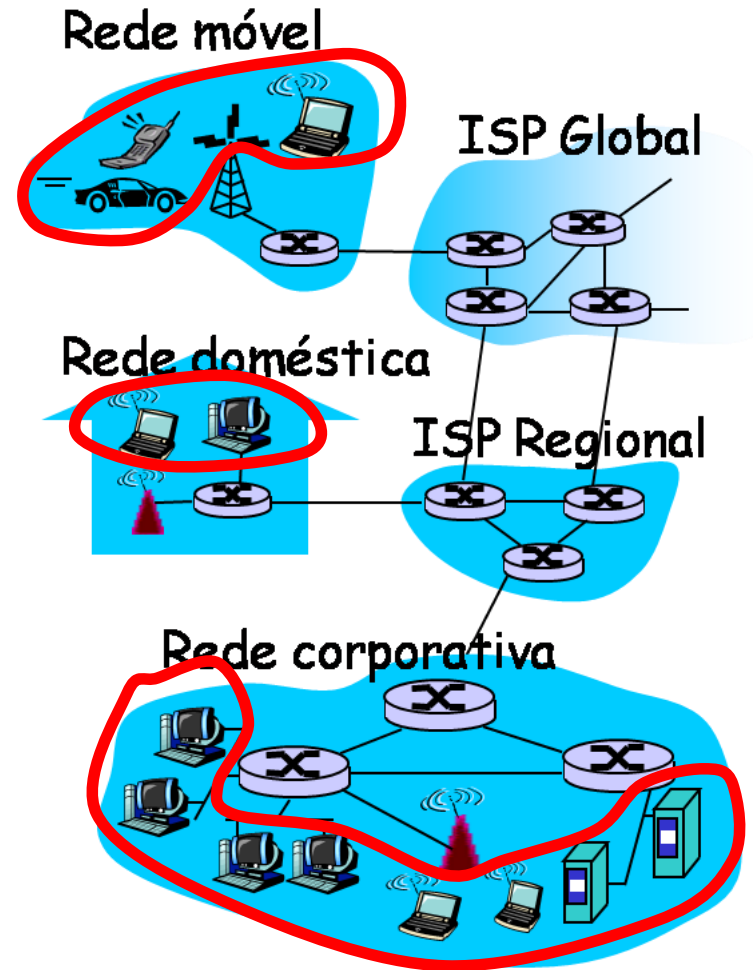 Rede móvel
ISP Global
Rede doméstica
ISP Regional
Rede corporativa